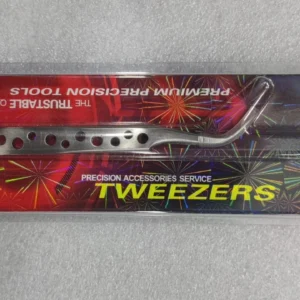 THE TRUSTABLE
PREMIUM PRECISION TOOLS
PRECISION ACCESSORIES SERVICE
TWEEZERS